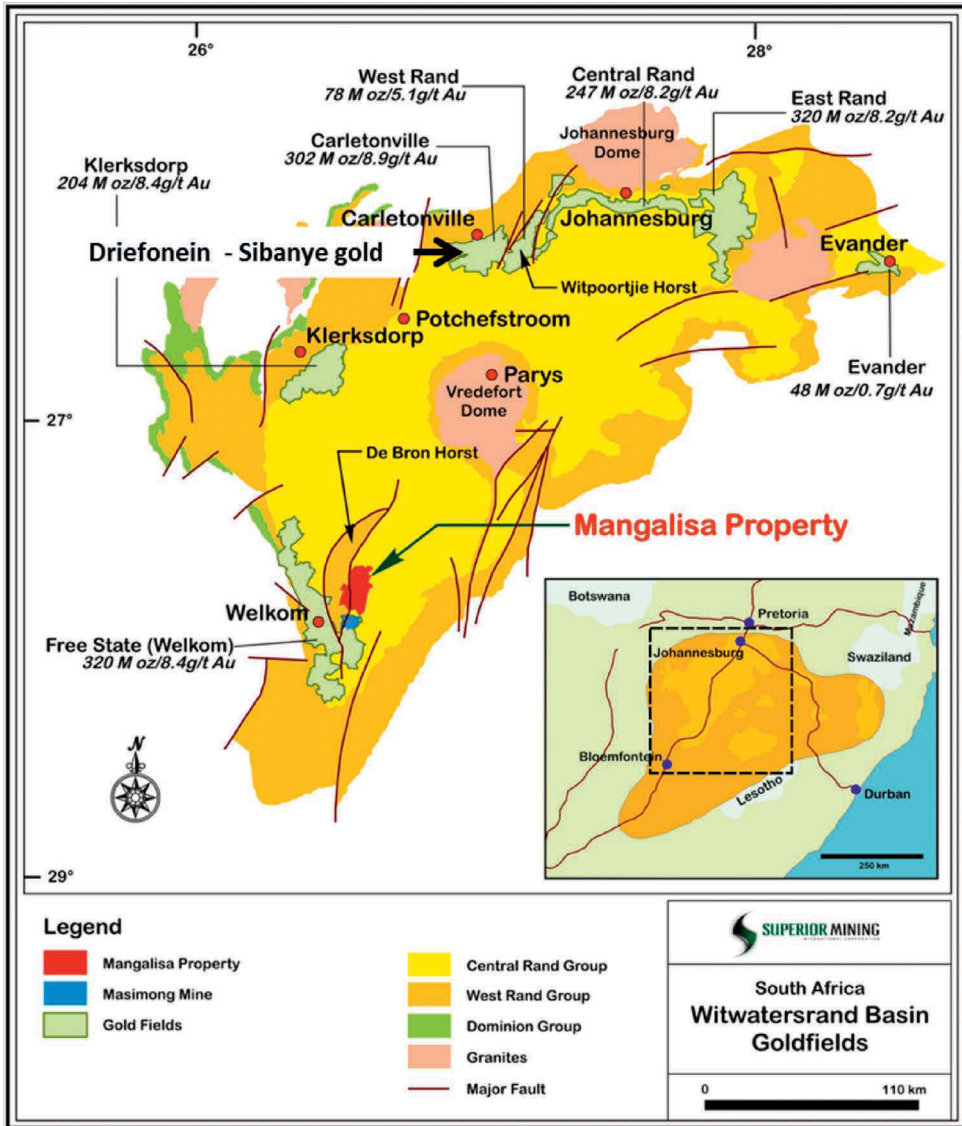 26°
28°
West Rand
78 M oz/5.1g/t Au
Central Rand
247 M oz/8.2g/t Au
East Rand
320 M oz/8.2g/t Au
Carletonville
302 M oz/8.9g/t Au
Johannesburg
Dome
Klerksdorp
204 M oz/8.4g/t Au
Carletonville
Johannesburg
Evander
Driefonein - Sibanye gold
Witpoortjie Horst
Potchefstroom
Klerksdorp
Evander
48 M oz/0.7g/t Au
Parys
Vredefort
Dome
27°
De Bron Horst
Mangalisa Property
Welkom
Free State (Welkom)
320 M oz/8.4g/t Au
N
29°
Botswana
Pretoria
Mozambique
Johannesburg
Swaziland
Bloemfontein
Lesotho
Durban
250 km
Legend
Mangalisa Property
Masimong Mine
Gold Fields
Central Rand Group
West Rand Group
Dominion Group
Granites
Major Fault
SUPERIOR MINING
INTERNATIONAL CORPORATION
South Africa
Witwatersrand Basin
Goldfields
0 110 km